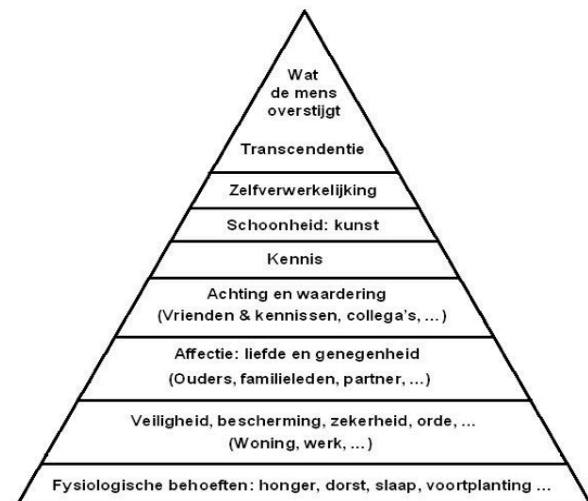 Wat
de mens
overstijgt
Transcendentie
Zelfverwerkelijking
Schoonheid: kunst
Kennis
Achting en waardering
(Vrienden & kennissen, collega's, ...)
Affectie: liefde en genegenheid
(Ouders, familieleden, partner, ...)
Veiligheid, bescherming, zekerheid, orde, ...
(Woning, werk, ...)
Fysiologische behoeften: honger, dorst, slaap, voortplanting ...